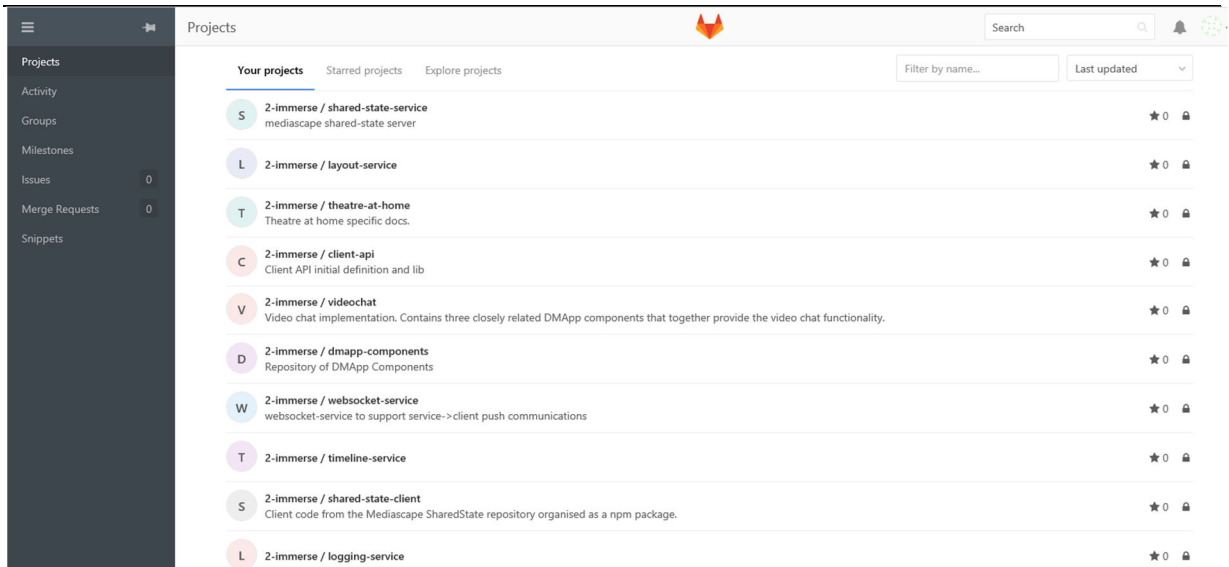 Projects
Search
Projects
Activity
Groups
Milestones
Issues 0
Merge Requests 0
Snippets
Your projects Starred projects Explore projects
Filter by name...
Last updated
S
2-immerse / shared-state-service
mediascape shared-state server
0
L
2-immerse / layout-service
0
T
2-immerse / theatre-at-home
Theatre at home specific docs.
0
C
2-immerse / client-api
Client API initial definition and lib
0
V
2-immerse / videochat
Video chat implementation. Contains three closely related DMApp components that together provide the video chat functionality.
0
D
2-immerse / dmapp-components
Repository of DMApp Components
0
W
2-immerse / websocket-service
websocket-service to support service->client push communications
0
T
2-immerse / timeline-service
0
S
2-immerse / shared-state-client
Client code from the Mediascape SharedState repository organised as a npm package.
0
L
2-immerse / logging-service
0